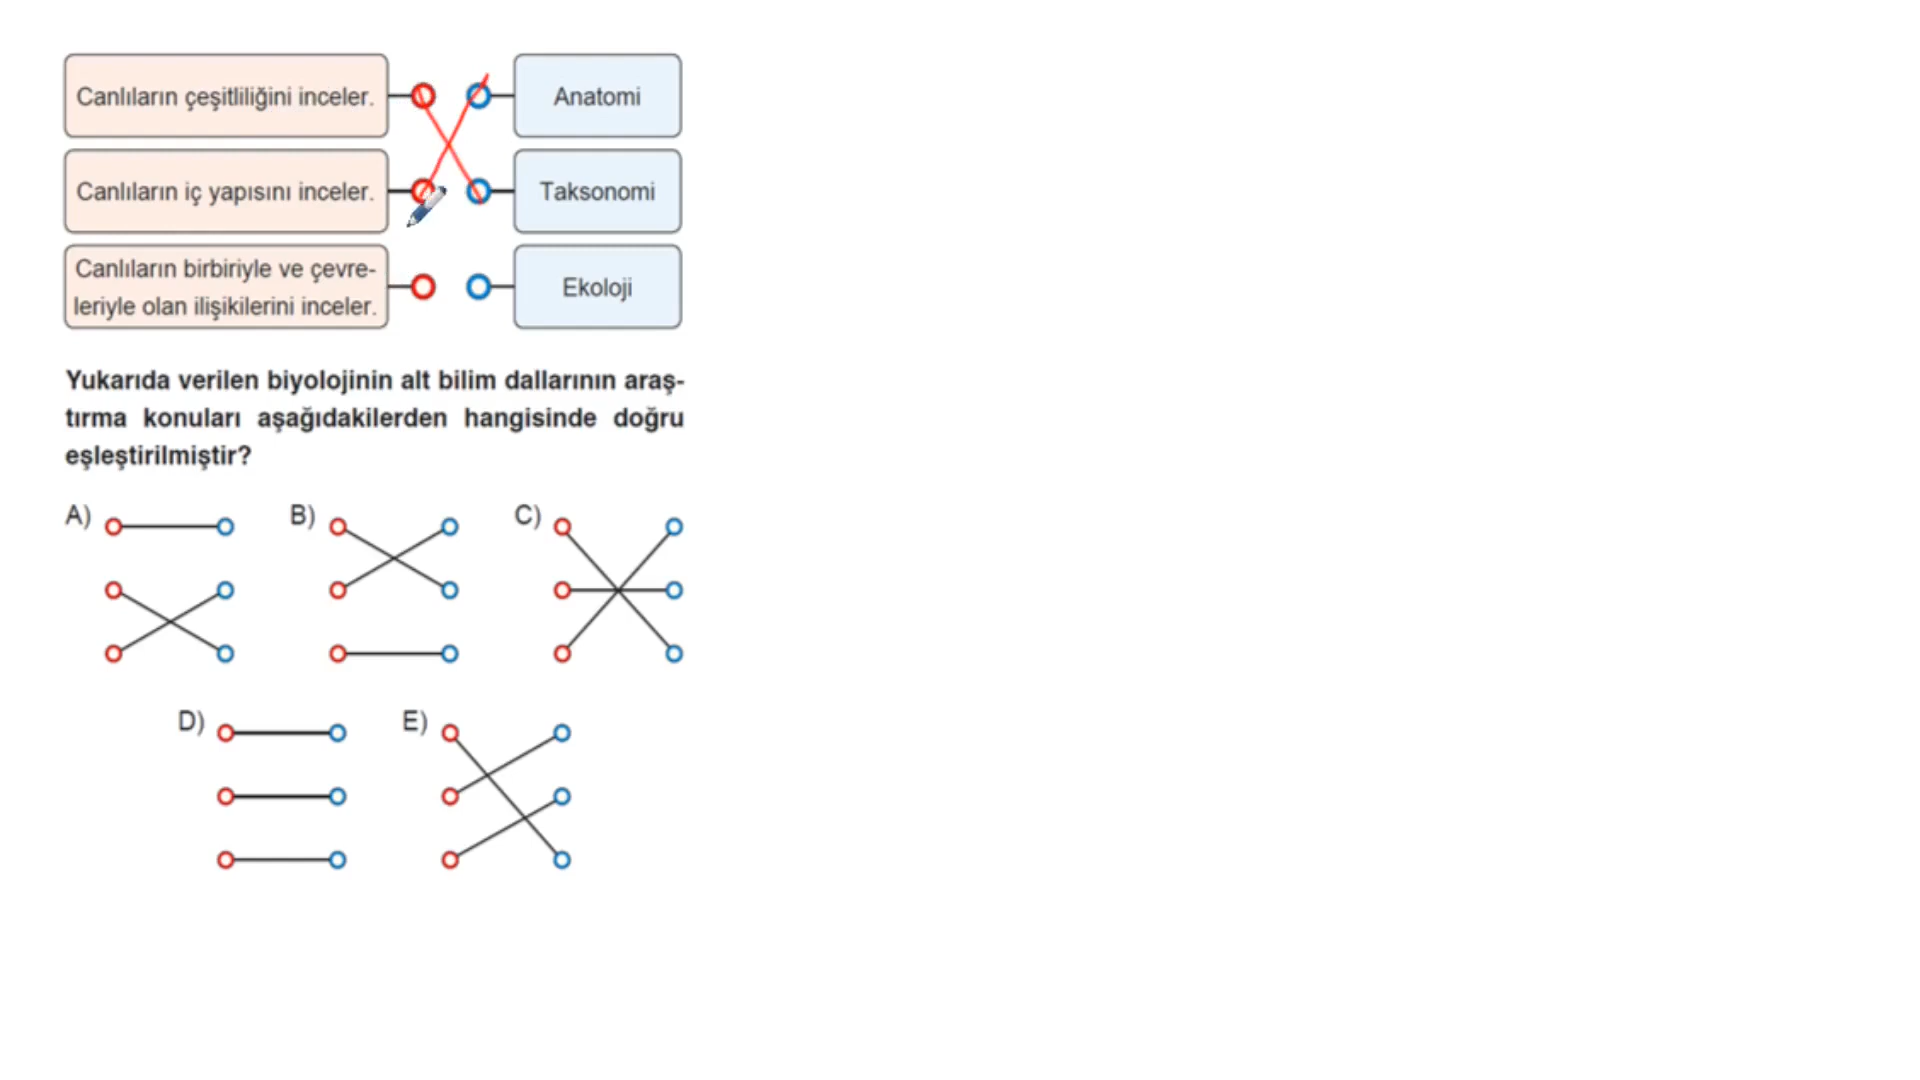 Canlıların çeşitliliğini inceler.
Anatomi
Canlıların iç yapısını inceler.
Taksonomi
Canlıların birbiriyle ve çevre-
leriyle olan ilişikilerini inceler.
Ekoloji
Yukarıda verilen biyolojinin alt bilim dallarının araş-
tırma konuları aşağıdakilerden hangisinde doğru
eşleştirilmiştir?
A)
B)
C)
D)
E)